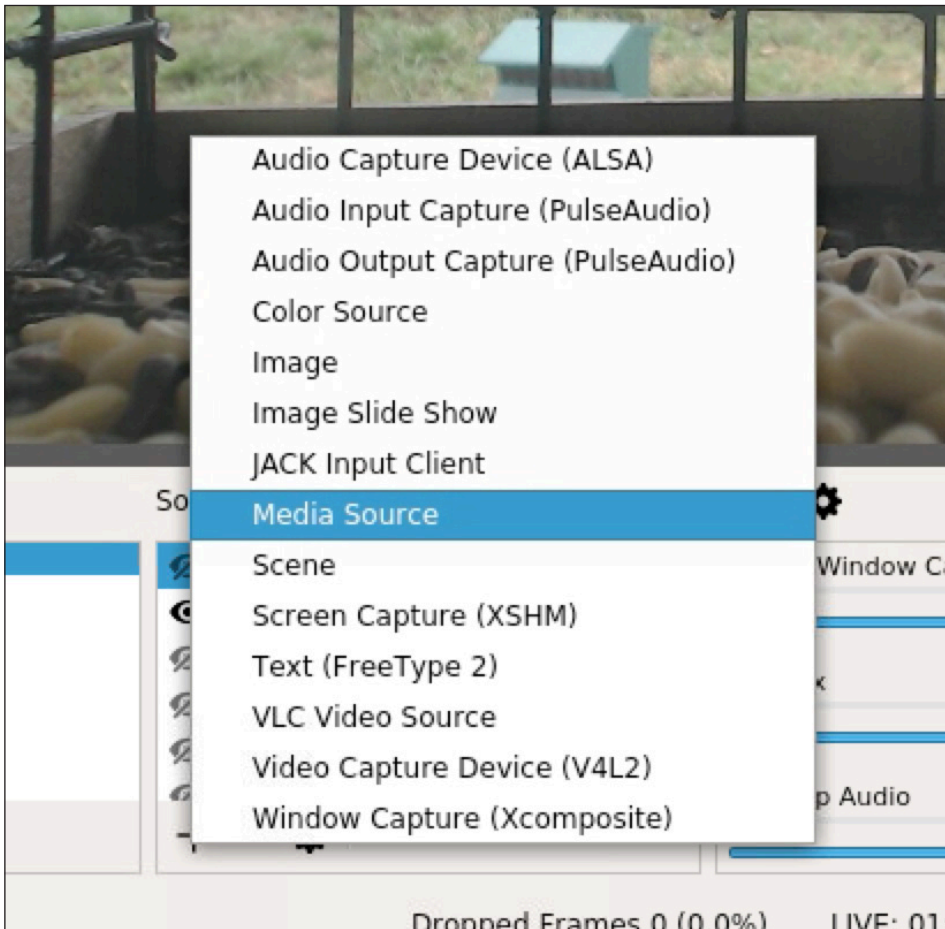 Audio Capture Device (ALSA)
Audio Input Capture (PulseAudio)
Audio Output Capture (PulseAudio)
Color Source
Image
Image Slide Show
JACK Input Client
So
Media Source
Scene
Window Ca
Screen Capture (XSHM)
Text (FreeType 2)
x
VLC Video Source
Video Capture Device (V4L2)
p Audio
Window Capture (Xcomposite)
Dropped Frames 0 (0.0%) LIVE: 01